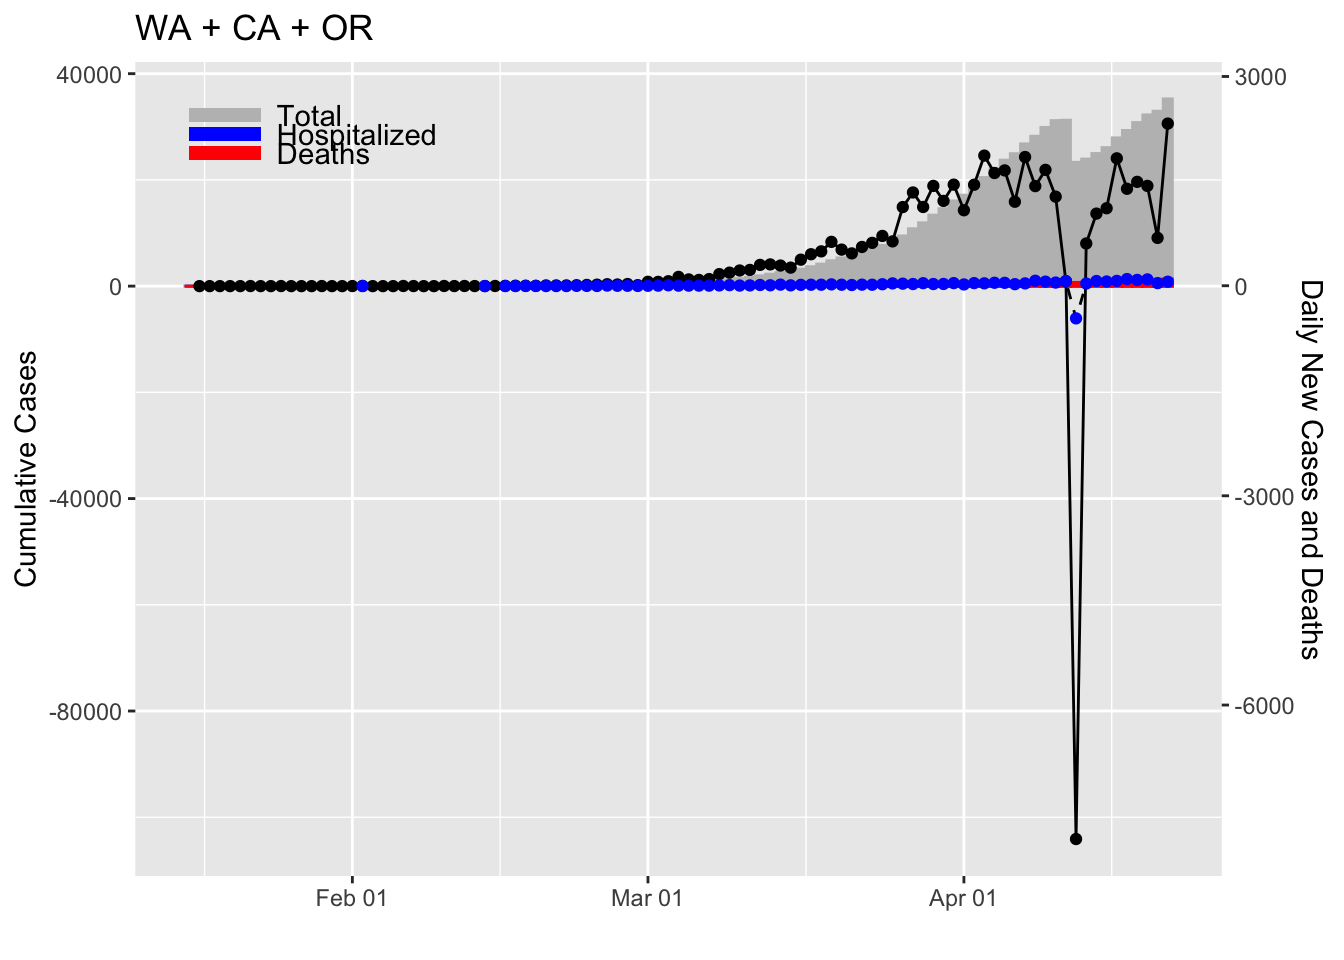 WA + CA + OR
40000
0
-40000
-80000
Cumulative Cases
Total
Hospitalized
Deaths
3000
0
-3000
-6000
Daily New Cases and Deaths
Feb 01
Mar 01
Apr 01